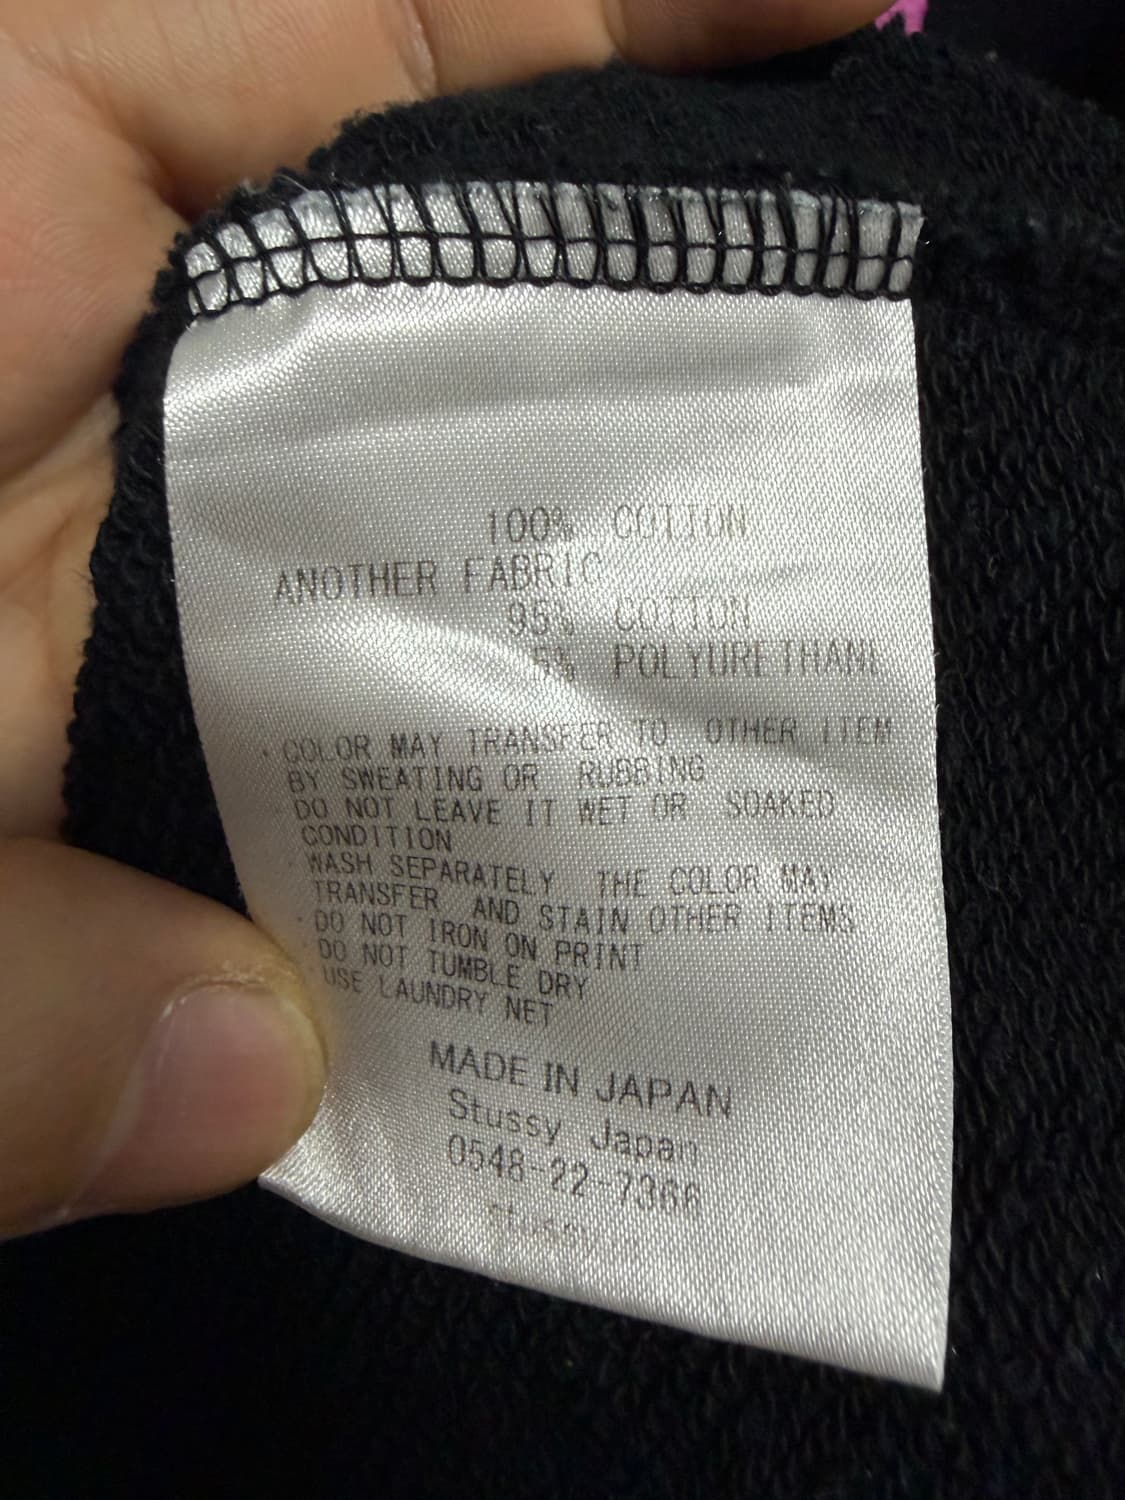 100% COTTON
ANOTHER FABRIC
95% COTTON
5% POLYURETHANE
・COLOR MAY TRANSFER TO OTHER ITEM
BY SWEATING OR RUBBING
DO NOT LEAVE IT WET OR SOAKED
CONDITION
・WASH SEPARATELY THE COLOR MAY
TRANSFER AND STAIN OTHER ITEMS
・DO NOT IRON ON PRINT
・DO NOT TUMBLE DRY
・USE LAUNDRY NET
MADE IN JAPAN
Stussy Japan
0548-22-7366
stussy